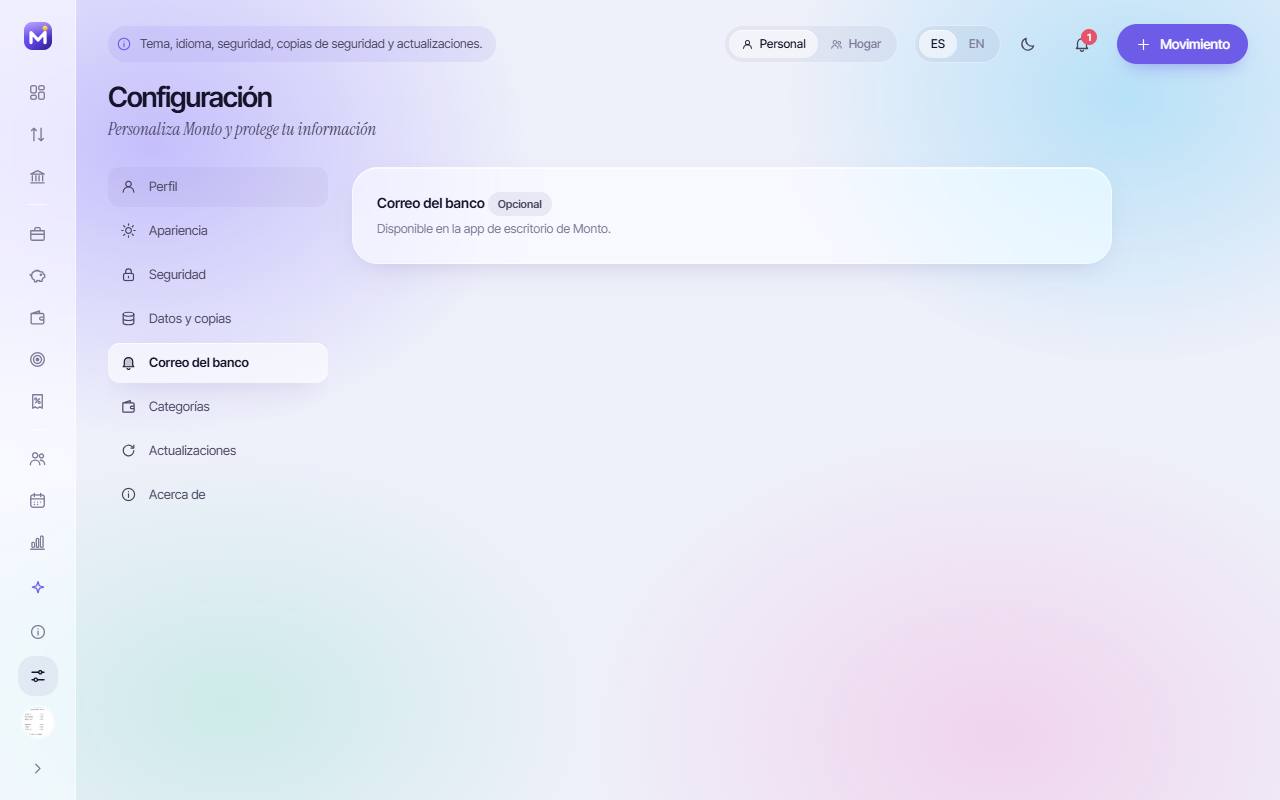 Tema, idioma, seguridad, copias de seguridad y actualizaciones.
Personal
Hogar
ES
EN
1
Movimiento
Configuración
Personaliza Monto y protege tu información
Perfil
Apariencia
Seguridad
Datos y copias
Correo del banco
Categorías
Actualizaciones
Acerca de
Correo del banco Opcional
Disponible en la app de escritorio de Monto.